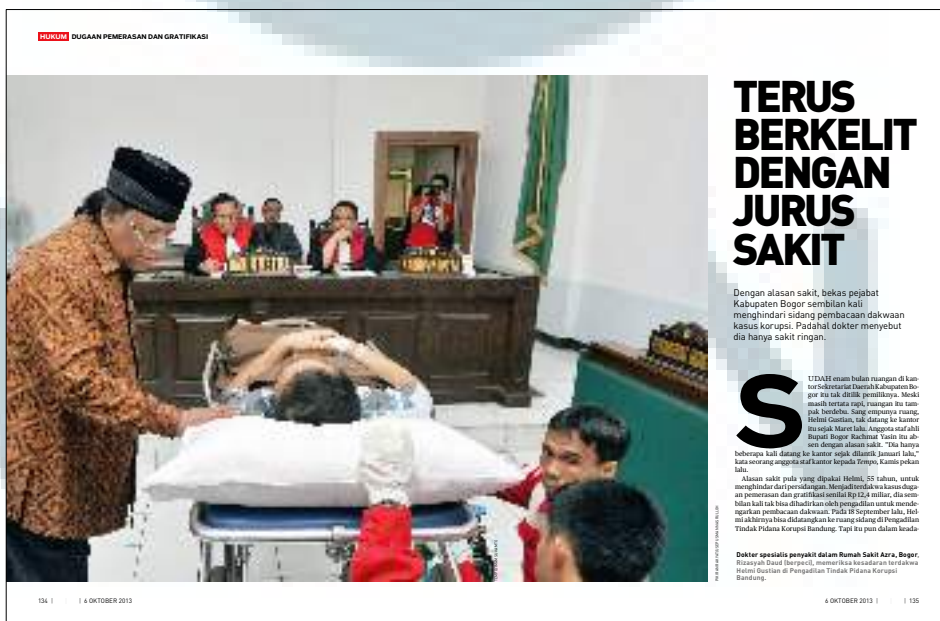 HUKUM DUGAAN PEMERASAN DAN GRATIFIKASI
TERUS
BERKELIT
DENGAN
JURUS
SAKIT
Dengan alasan sakit, bekas pejabat
Kabupaten Bogor sembilan kali
menghindari sidang pembacaan dakwaan
kasus korupsi. Padahal dokter menyebut
dia hanya sakit ringan.
SUDAH enam bulan ruangan di kan-
tor Sekretariat Daerah Kabupaten Bo-
gor itu tak ditilik pemiliknya. Meski
masih tertata rapi, ruangan itu tam-
pak berdebu. Sang empunya ruang,
Helmi Gustian, tak datang ke kantor
itu sejak Maret lalu. Anggota staf ahli
Bupati Bogor Rachmat Yasin itu ab-
sen dengan alasan sakit. "Dia hanya
beberapa kali datang ke kantor sejak dilantik Januari lalu,"
kata seorang anggota staf kantor kepada Tempo, Kamis pekan
lalu.
Alasan sakit pula yang dipakai Helmi, 55 tahun, untuk
menghindar dari persidangan. Menjadi terdakwa kasus duga-
an pemerasan dan gratifikasi senilai Rp 12,4 miliar, dia sem-
bilan kali tak bisa dihadirkan oleh pengadilan untuk mende-
ngarkan pembacaan dakwaan. Pada 18 September lalu, Hel-
mi akhirnya bisa didatangkan ke ruang sidang di Pengadilan
Tindak Pidana Korupsi Bandung. Tapi itu pun dalam keada-
Dokter spesialis penyakit dalam Rumah Sakit Azra, Bogor,
Rizasyah Daud (berpeci), memeriksa kesadaran terdakwa
Helmi Gustian di Pengadilan Tindak Pidana Korupsi
Bandung.
134 | | 6 OKTOBER 2013
6 OKTOBER 2013 | | 135